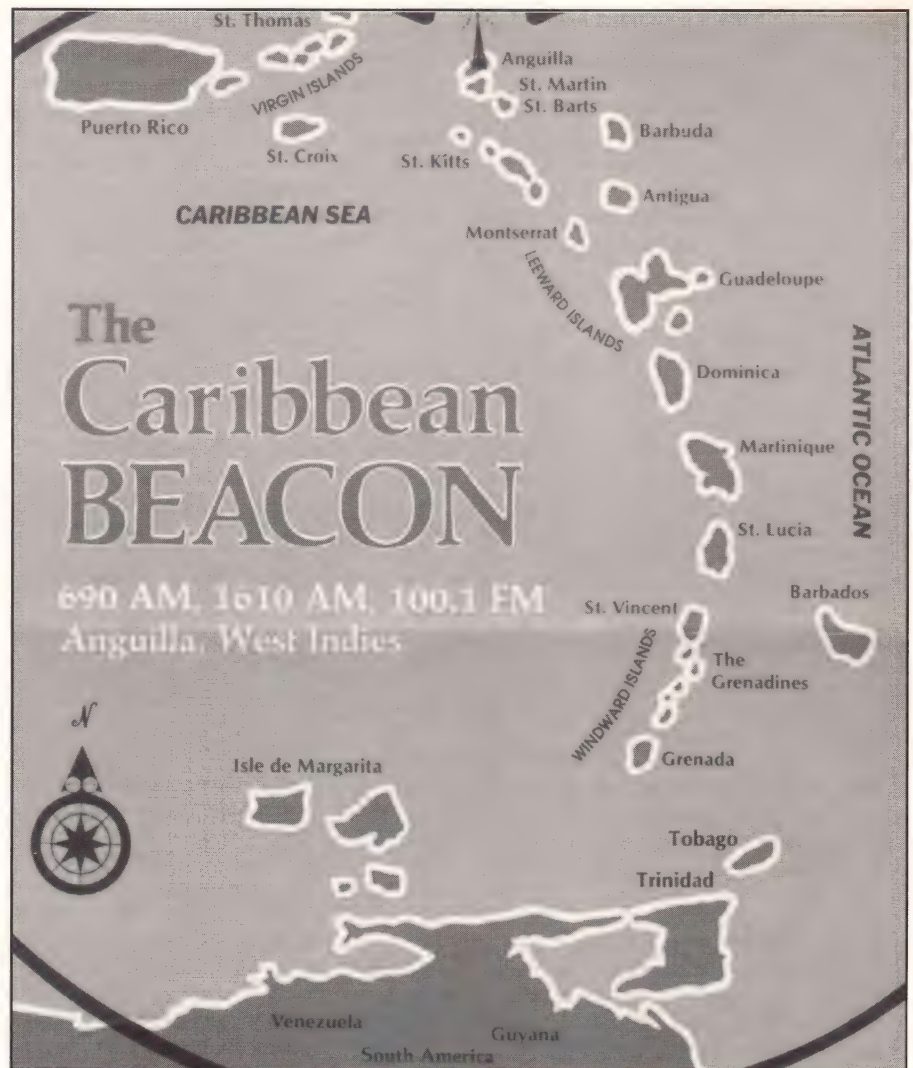 St. Thomas
Anguilla
St. Martin
St. Barts
VIRGIN ISLANDS
Puerto Rico
St. Croix
St. Kitts
Barbuda
Antigua
CARIBBEAN SEA
Montserrat
LEEWARD ISLANDS
Guadeloupe
The
Caribbean
BEACON
ATLANTIC OCEAN
Dominica
Martinique
St. Lucia
690 AM, 1610 AM, 100.1 FM
Anguilla, West Indies
St. Vincent
Barbados
The
Grenadines
WINDWARD ISLANDS
Grenada
N
Isle de Margarita
Tobago
Trinidad
Venezuela
Guyana
South America